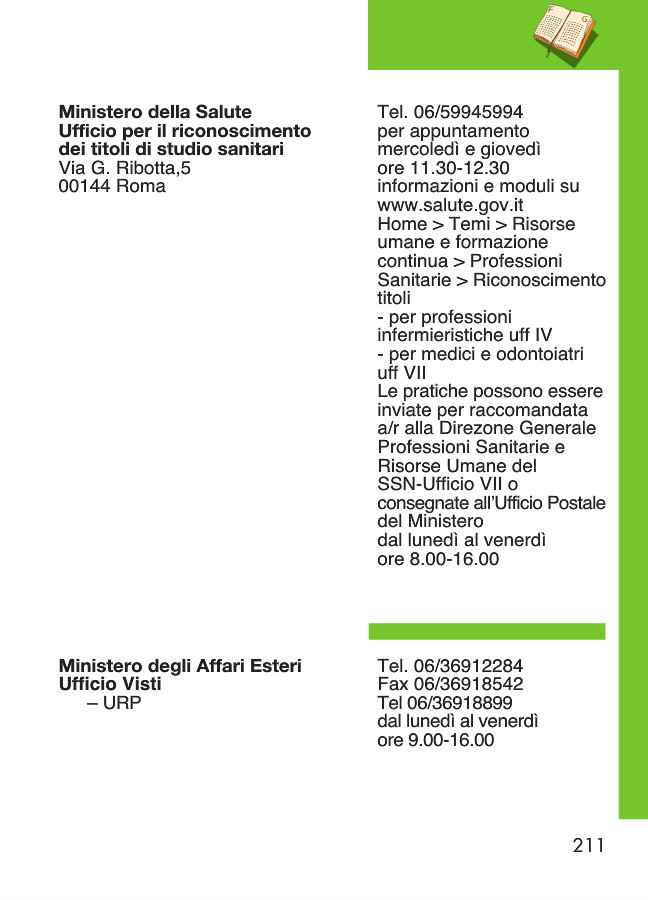 Ministero della Salute
Ufficio per il riconoscimento
dei titoli di studio sanitari
Via G. Ribotta,5
00144 Roma
Tel. 06/59945994
per appuntamento
mercoledì e giovedì
ore 11.30-12.30
informazioni e moduli su
www.salute.gov.it
Home > Temi > Risorse
umane e formazione
continua > Professioni
Sanitarie > Riconoscimento
titoli
- per professioni
infermieristiche uff IV
- per medici e odontoiatri
uff VII
Le pratiche possono essere
inviate per raccomandata
a/r alla Direzone Generale
Professioni Sanitarie e
Risorse Umane del
SSN-Ufficio VII o
consegnate all’Ufficio Postale
del Ministero
dal lunedì al venerdì
ore 8.00-16.00
Ministero degli Affari Esteri
Ufficio Visti
– URP
Tel. 06/36912284
Fax 06/36918542
Tel 06/36918899
dal lunedì al venerdì
ore 9.00-16.00
211